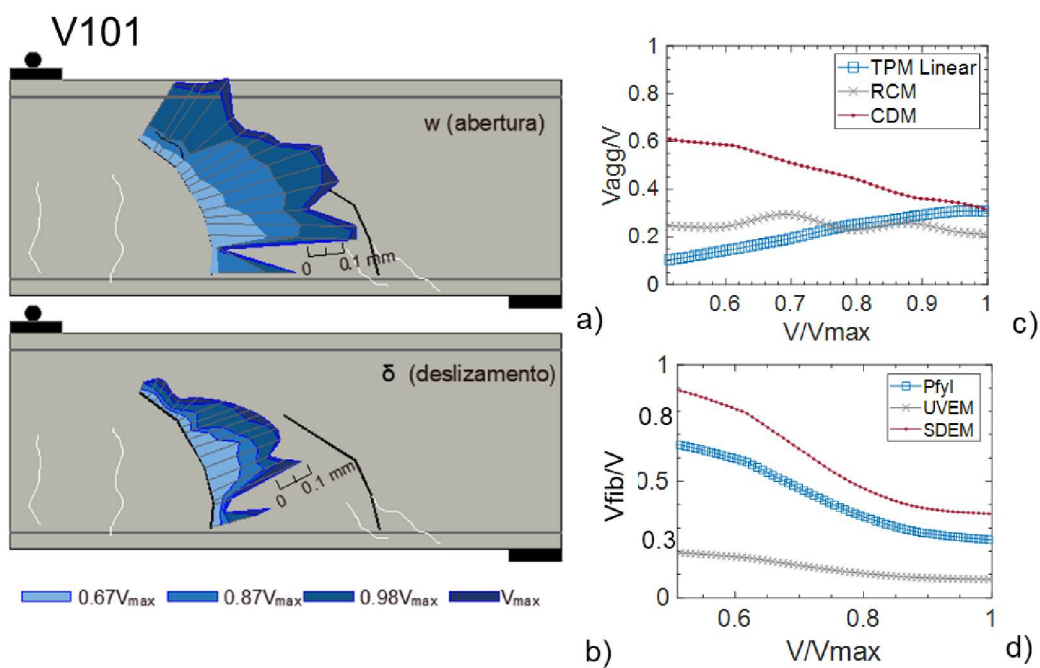 V101
w (abertura)
0 0.1 mm
a)
δ (deslizamento)
0 0.1 mm
0.67Vmax 0.87Vmax 0.98Vmax Vmax
b)
1
0.8
0.6
0.4
0.2
0
Vagg/V
TPM Linear
RCM
CDM
0.6 0.7 0.8 0.9 1
V/Vmax
c)
1
0.8
0.5
0.3
0
Vfib/V
Pfyl
UVEM
SDEM
0.6 0.8 1
V/Vmax
d)